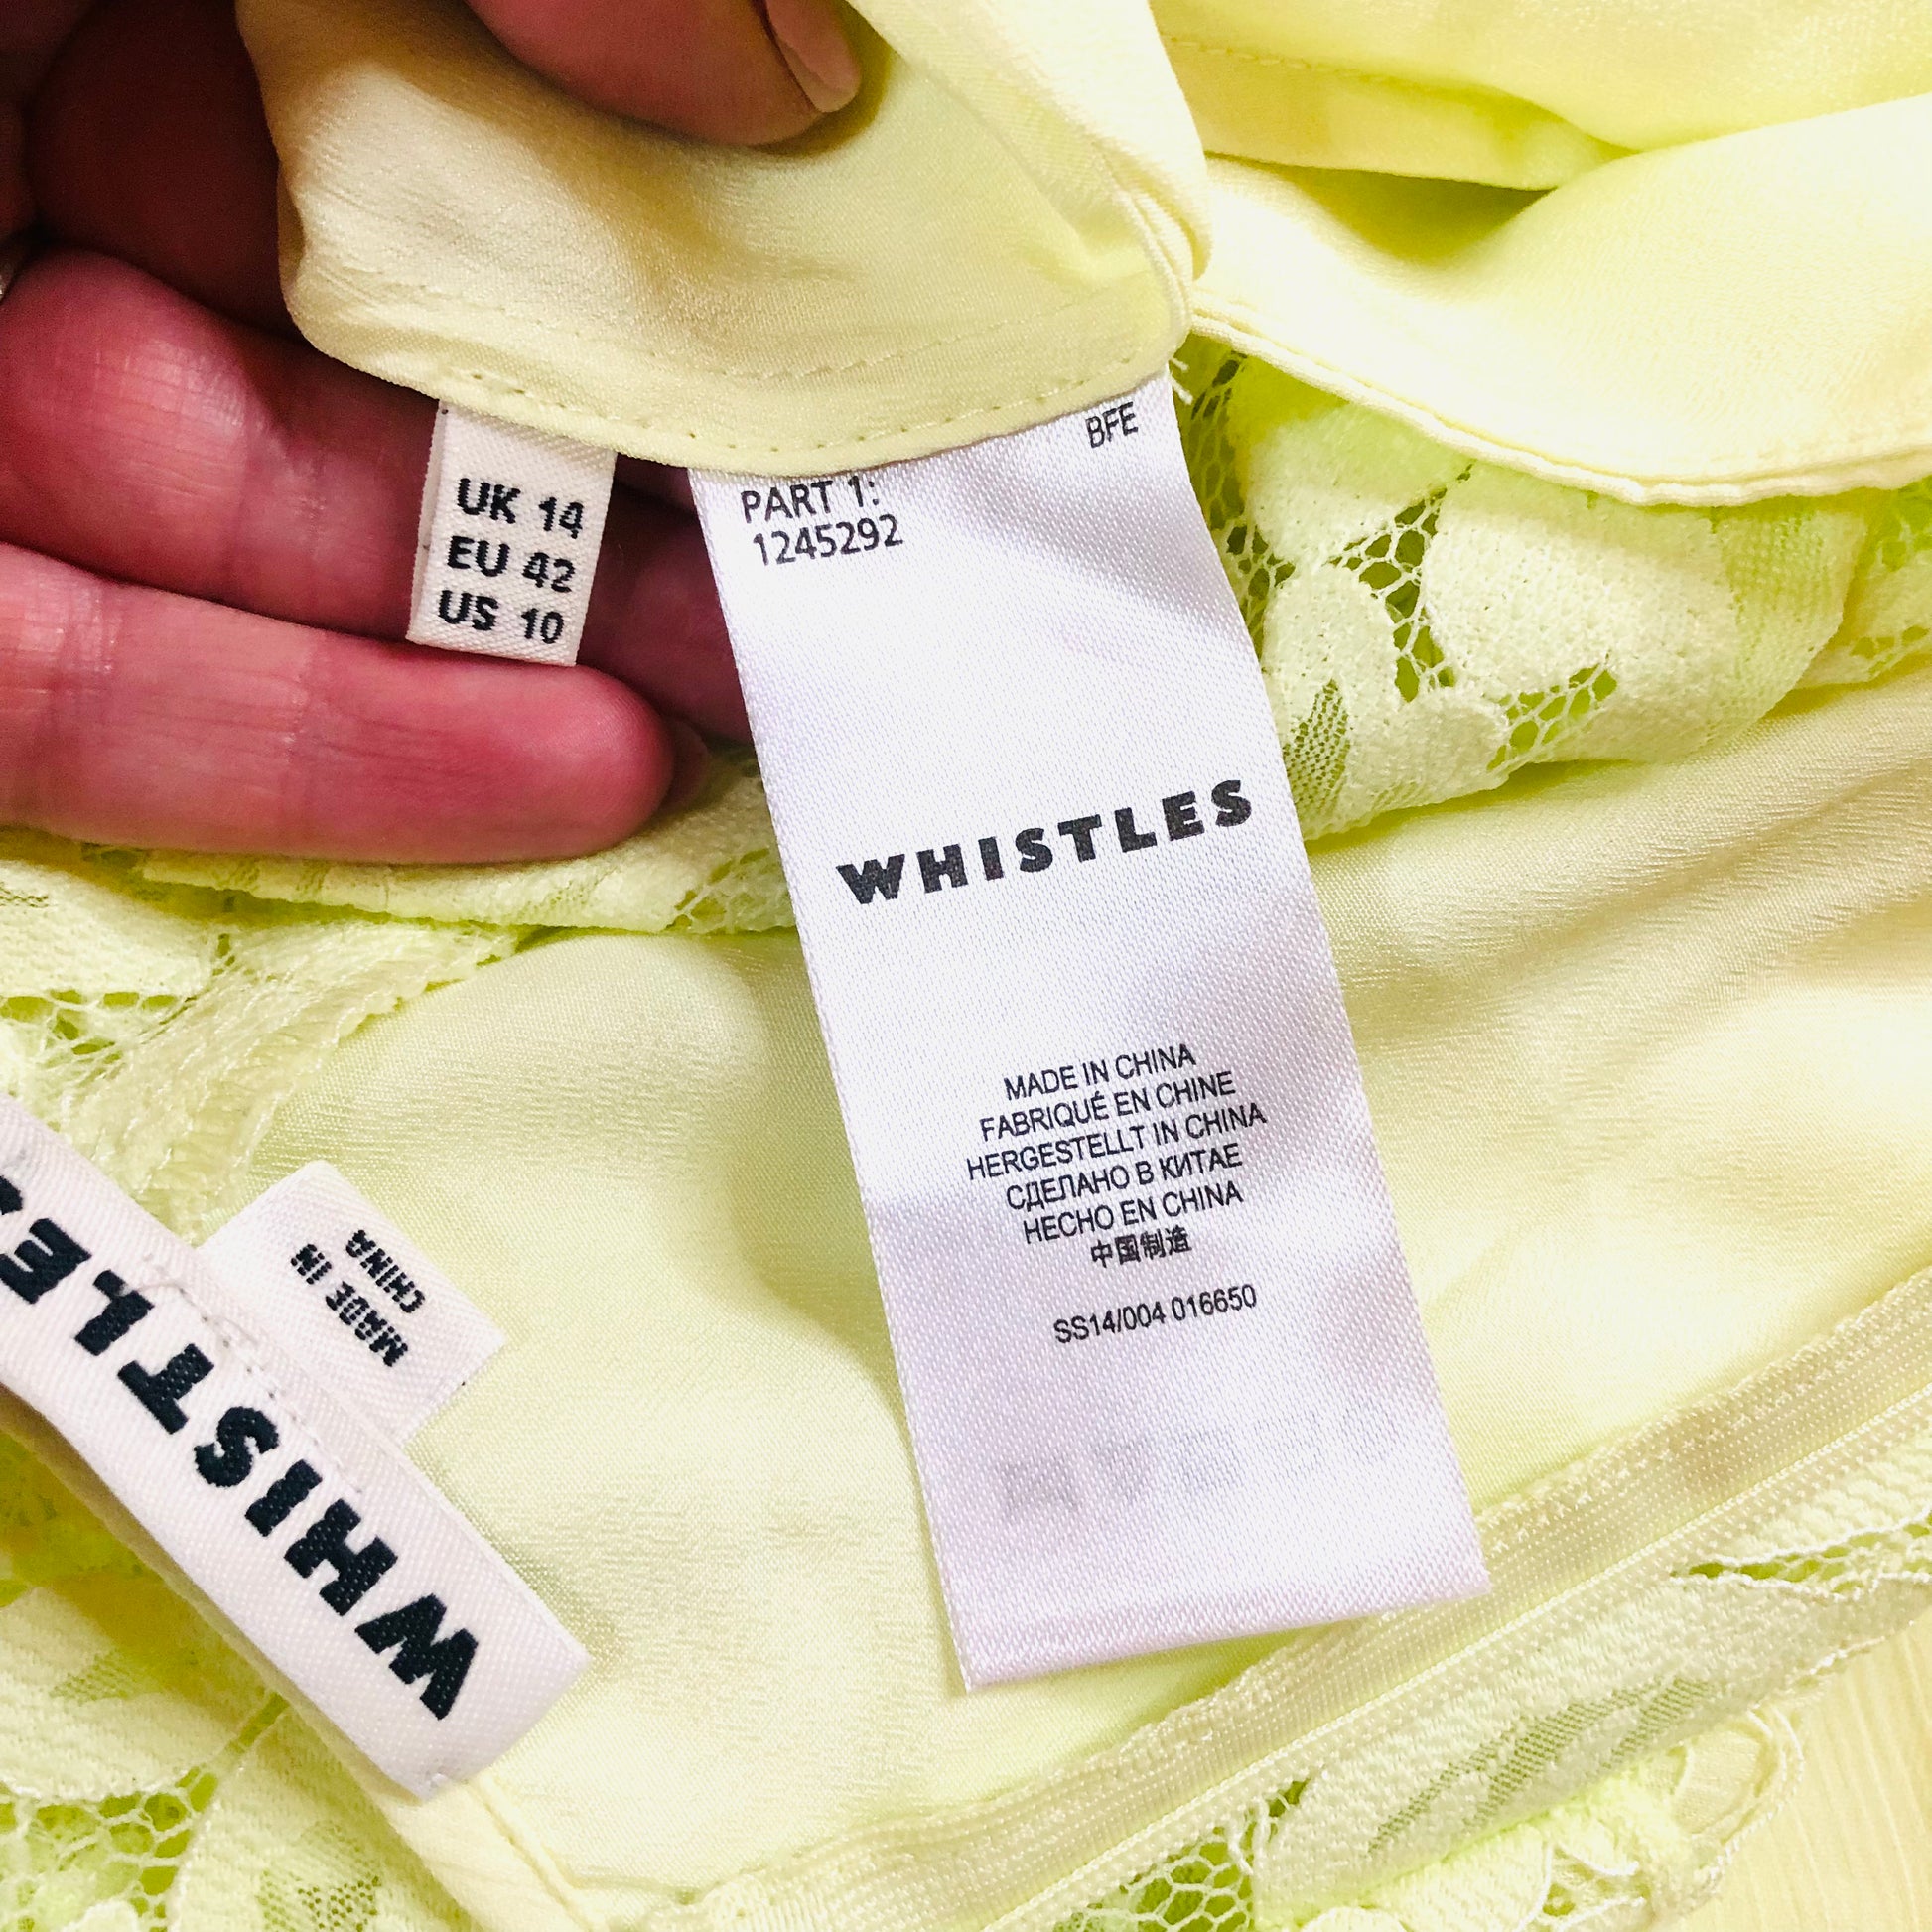 UK 14
EU 42
US 10
BFE
PART 1:
1245292
WHISTLES
MADE IN CHINA
FABRIQUÉ EN CHINE
HERGESTELLT IN CHINA
СДЕЛАНО В КИТАЕ
HECHO EN CHINA
中国制造
SS14/004 016650
WHISTLES
MADE IN
CHINA